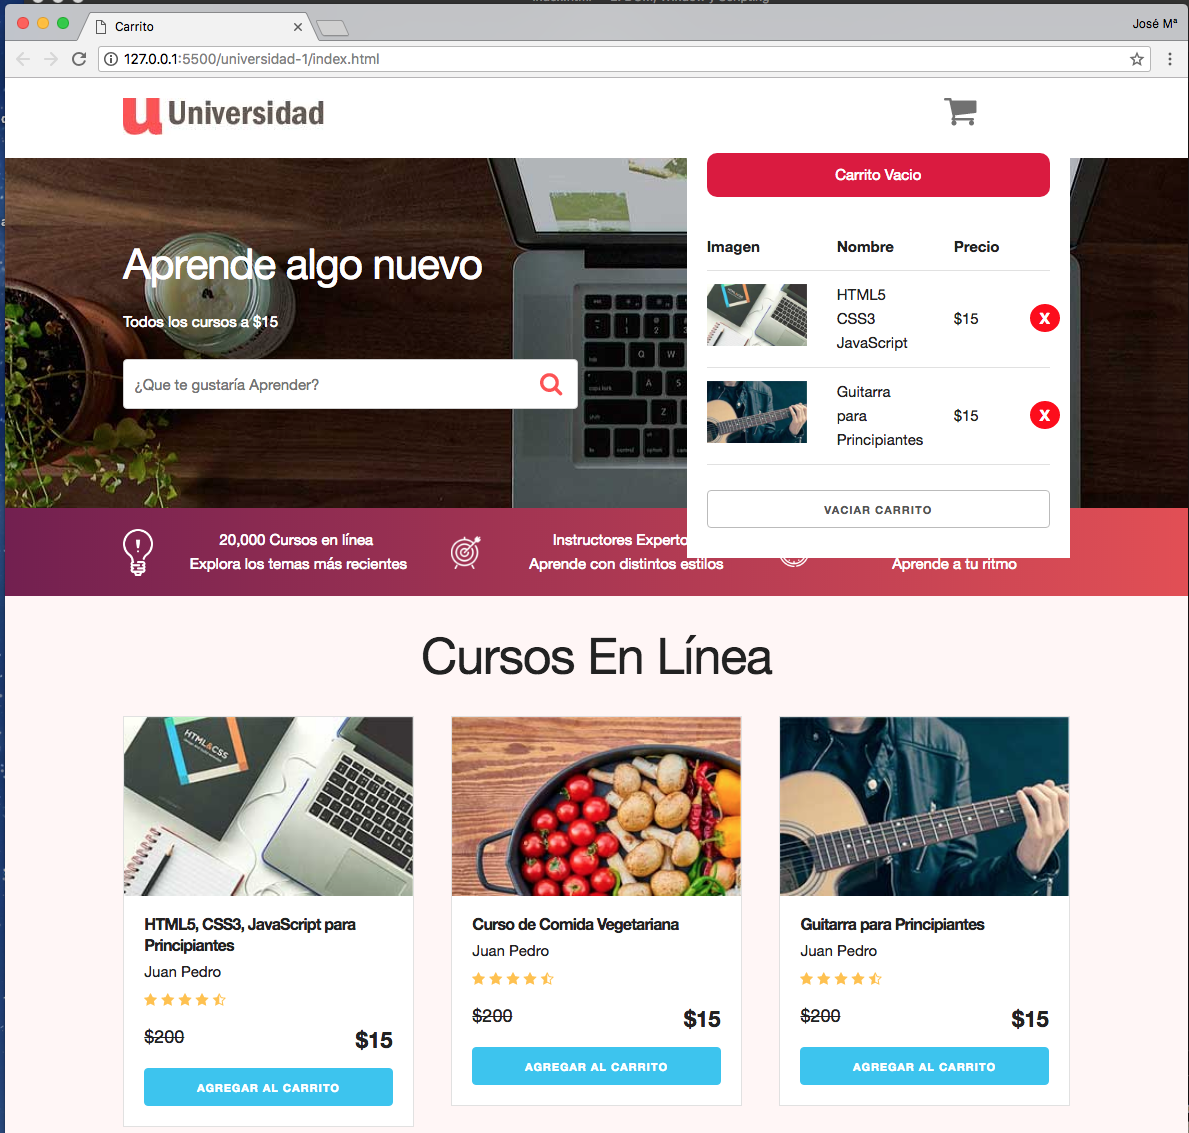 Carrito
José Mª
127.0.0.1:5500/universidad-1/index.html
u Universidad
Carrito Vacio
Imagen Nombre Precio
HTML5
CSS3
JavaScript
$15
X
Guitarra
para
Principiantes
$15
X
VACIAR CARRITO
Aprende algo nuevo
Todos los cursos a $15
¿Que te gustaría Aprender?
20,000 Cursos en línea
Explora los temas más recientes
Instructores Experto
Aprende con distintos estilos
Aprende a tu ritmo
Cursos En Línea
HTML&CSS
HTML5, CSS3, JavaScript para
Principiantes
Juan Pedro
$200 $15
AGREGAR AL CARRITO
Curso de Comida Vegetariana
Juan Pedro
$200 $15
AGREGAR AL CARRITO
Guitarra para Principiantes
Juan Pedro
$200 $15
AGREGAR AL CARRITO